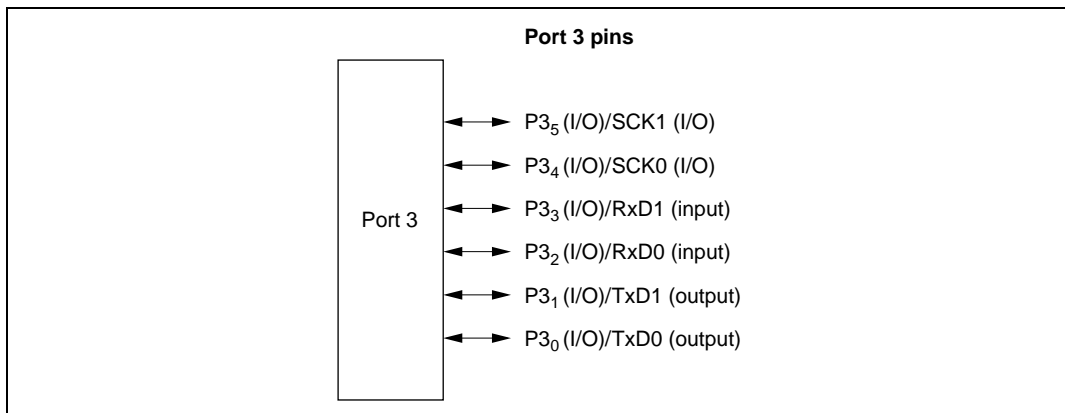 Port 3 pins
P3₅ (I/O)/SCK1 (I/O)
P3₄ (I/O)/SCK0 (I/O)
P3₃ (I/O)/RxD1 (input)
Port 3
P3₂ (I/O)/RxD0 (input)
P3₁ (I/O)/TxD1 (output)
P3₀ (I/O)/TxD0 (output)